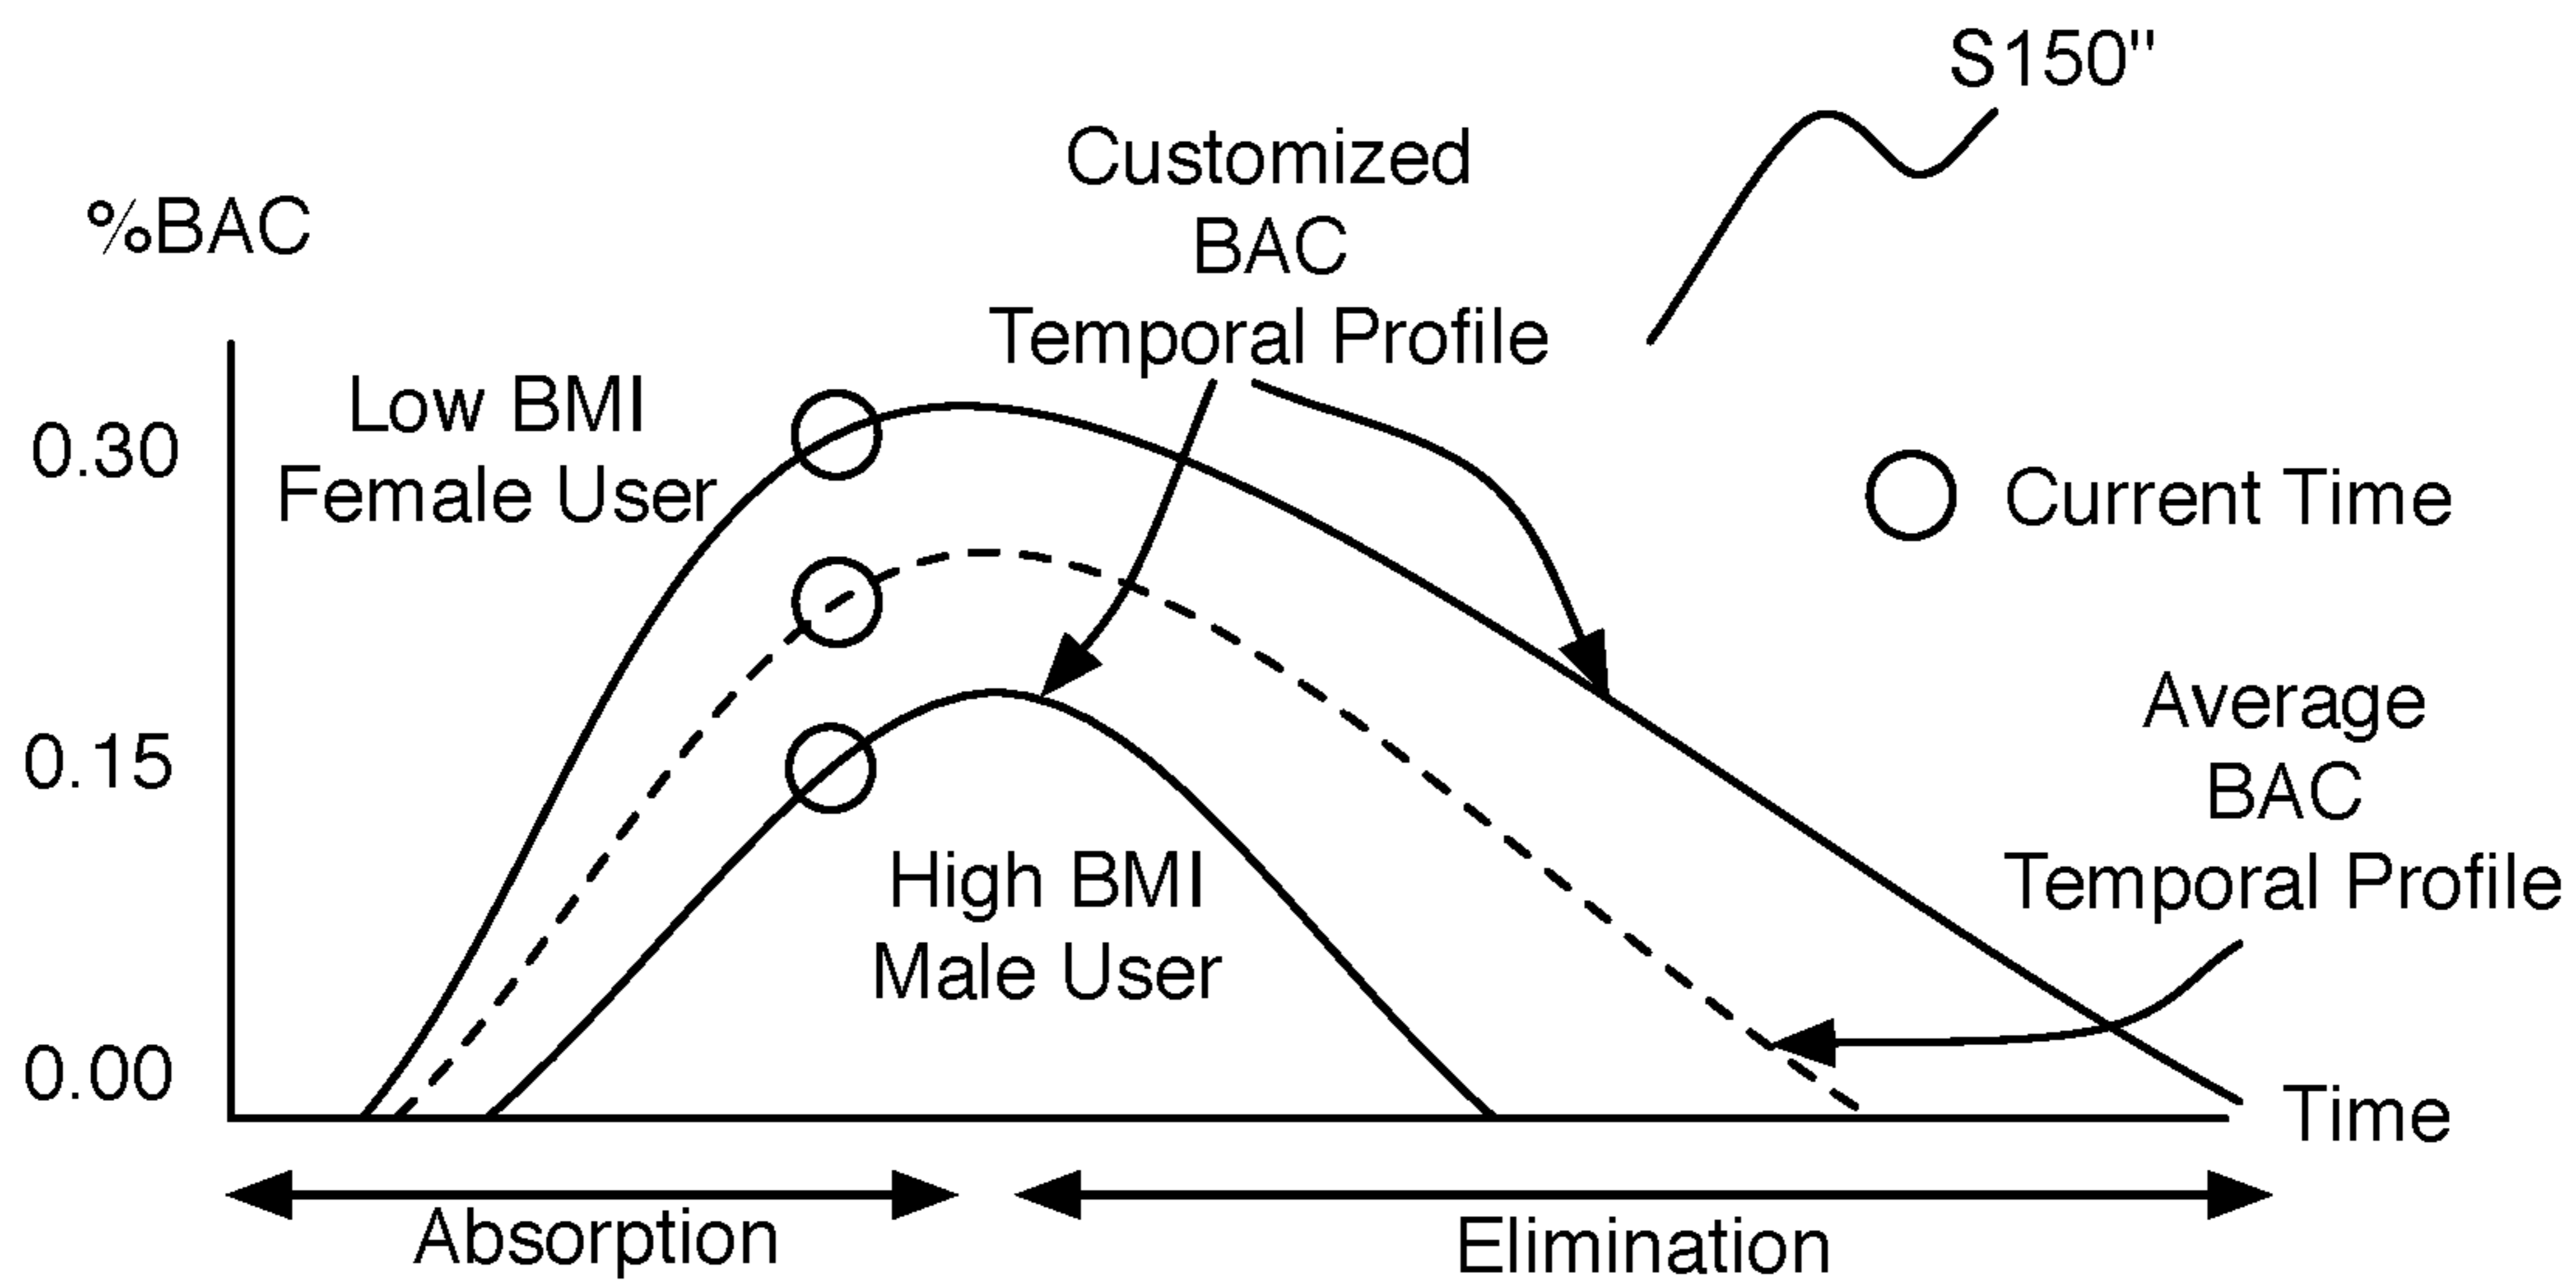 S150"
Customized
BAC
Temporal Profile
%BAC
Low BMI
Female User
0.30
Current Time
0.15
Average
BAC
Temporal Profile
High BMI
Male User
0.00
Time
Absorption
Elimination